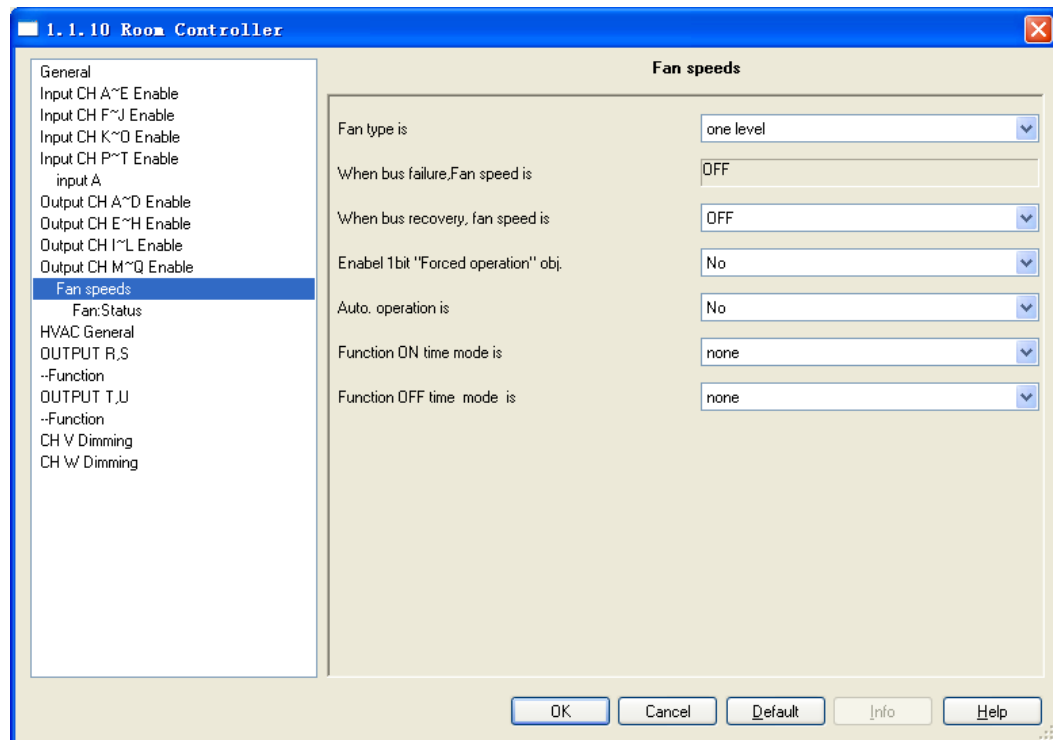 1.1.10 Room Controller
General
Input CH A~E Enable
Input CH F~J Enable
Input CH K~O Enable
Input CH P~T Enable
input A
Output CH A~D Enable
Output CH E~H Enable
Output CH I~L Enable
Output CH M~Q Enable
Fan speeds
Fan:Status
HVAC General
OUTPUT R,S
--Function
OUTPUT T,U
--Function
CH V Dimming
CH W Dimming
Fan speeds
Fan type is one level
When bus failure,Fan speed is OFF
When bus recovery, fan speed is OFF
Enabel 1bit "Forced operation" obj. No
Auto. operation is No
Function ON time mode is none
Function OFF time  mode  is none
OK Cancel Default Info Help